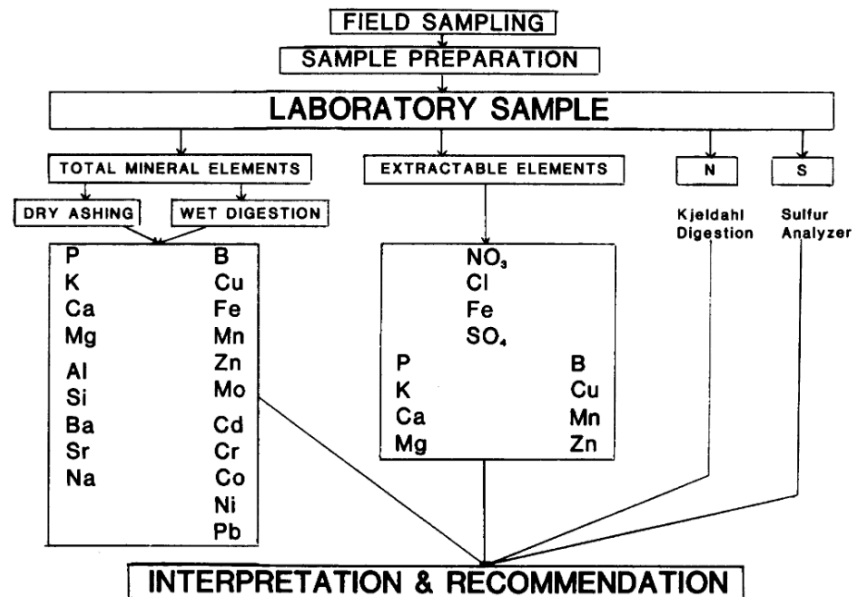 FIELD SAMPLING
SAMPLE PREPARATION
LABORATORY SAMPLE
TOTAL MINERAL ELEMENTS
EXTRACTABLE ELEMENTS
N
S
DRY ASHING
WET DIGESTION
Kjeldahl
Digestion
Sulfur
Analyzer
P
K
Ca
Mg
Al
Si
Ba
Sr
Na
B
Cu
Fe
Mn
Zn
Mo
Cd
Cr
Co
Ni
Pb
NO₃
Cl
Fe
SO₄
P
K
Ca
Mg
B
Cu
Mn
Zn
INTERPRETATION & RECOMMENDATION